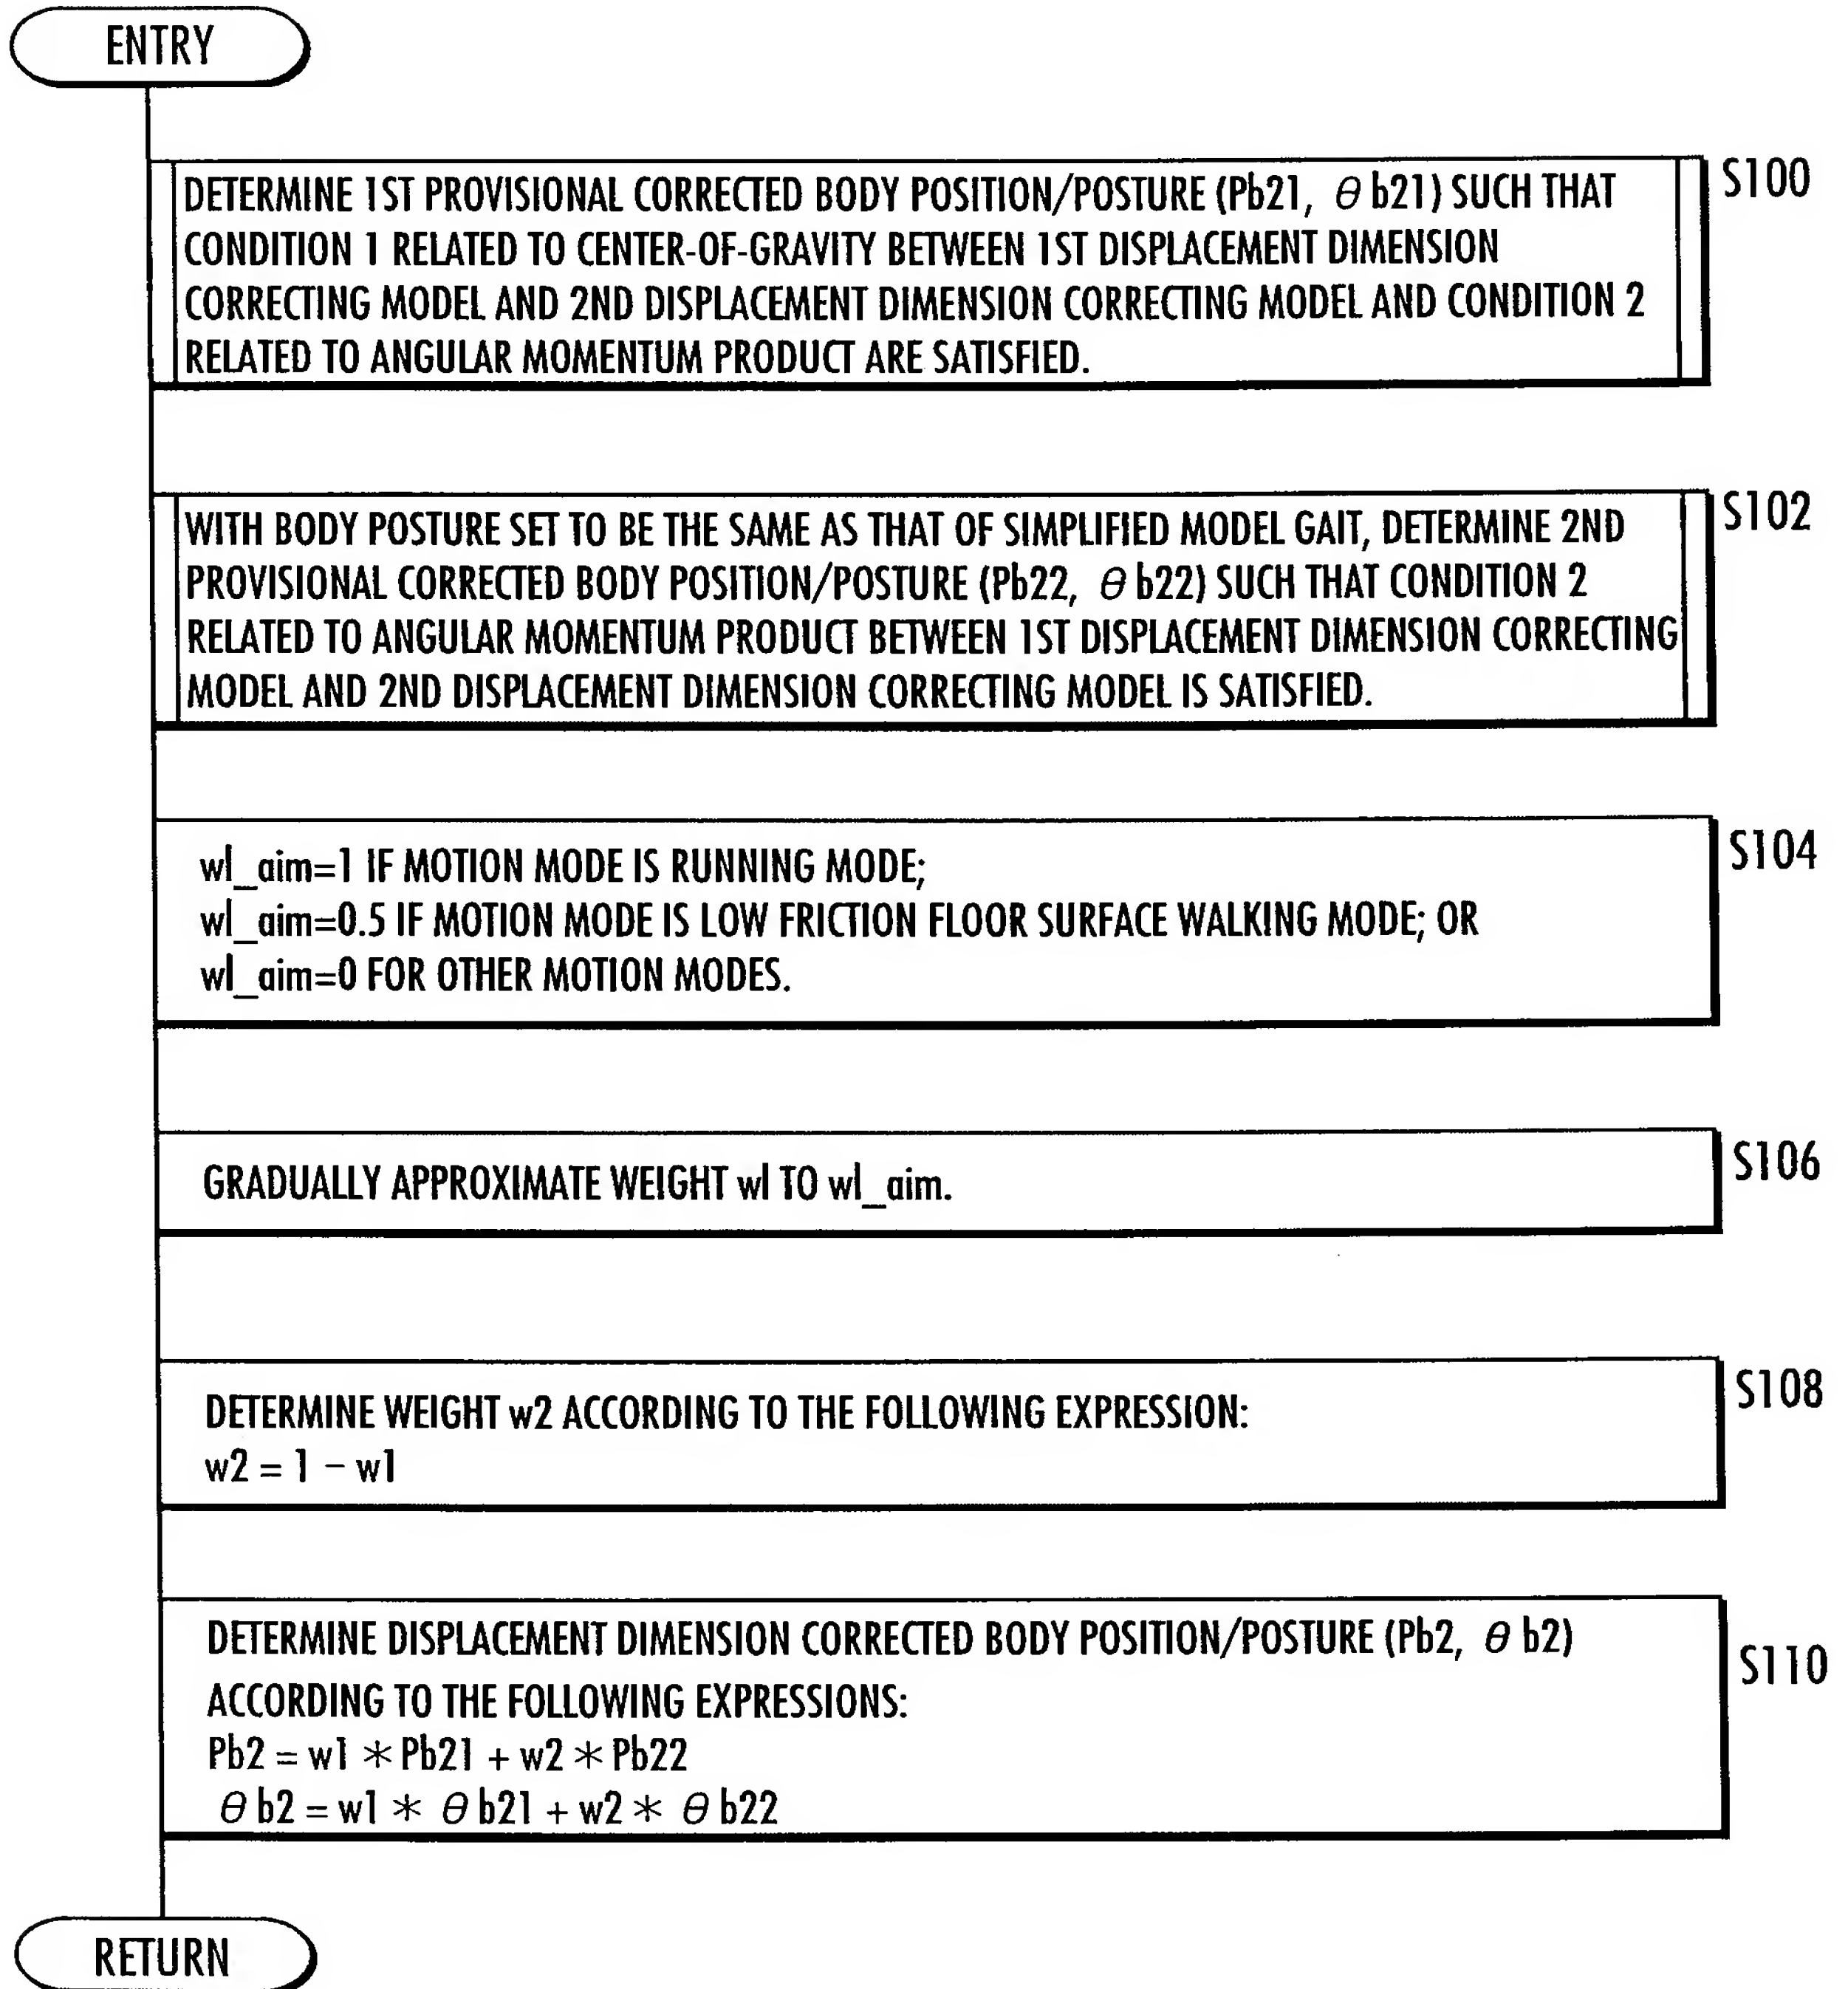 ENTRY
S100
DETERMINE 1ST PROVISIONAL CORRECTED BODY POSITION/POSTURE (Pb21, θ b21) SUCH THAT
CONDITION 1 RELATED TO CENTER-OF-GRAVITY BETWEEN 1ST DISPLACEMENT DIMENSION
CORRECTING MODEL AND 2ND DISPLACEMENT DIMENSION CORRECTING MODEL AND CONDITION 2
RELATED TO ANGULAR MOMENTUM PRODUCT ARE SATISFIED.
S102
WITH BODY POSTURE SET TO BE THE SAME AS THAT OF SIMPLIFIED MODEL GAIT, DETERMINE 2ND
PROVISIONAL CORRECTED BODY POSITION/POSTURE (Pb22, θ b22) SUCH THAT CONDITION 2
RELATED TO ANGULAR MOMENTUM PRODUCT BETWEEN 1ST DISPLACEMENT DIMENSION CORRECTING
MODEL AND 2ND DISPLACEMENT DIMENSION CORRECTING MODEL IS SATISFIED.
S104
wl_aim=1 IF MOTION MODE IS RUNNING MODE;
wl_aim=0.5 IF MOTION MODE IS LOW FRICTION FLOOR SURFACE WALKING MODE; OR
wl_aim=0 FOR OTHER MOTION MODES.
S106
GRADUALLY APPROXIMATE WEIGHT wl TO wl_aim.
S108
DETERMINE WEIGHT w2 ACCORDING TO THE FOLLOWING EXPRESSION:
w2 = 1 − w1
S110
DETERMINE DISPLACEMENT DIMENSION CORRECTED BODY POSITION/POSTURE (Pb2, θ b2)
ACCORDING TO THE FOLLOWING EXPRESSIONS:
Pb2 = w1 * Pb21 + w2 * Pb22
θ b2 = w1 * θ b21 + w2 * θ b22
RETURN